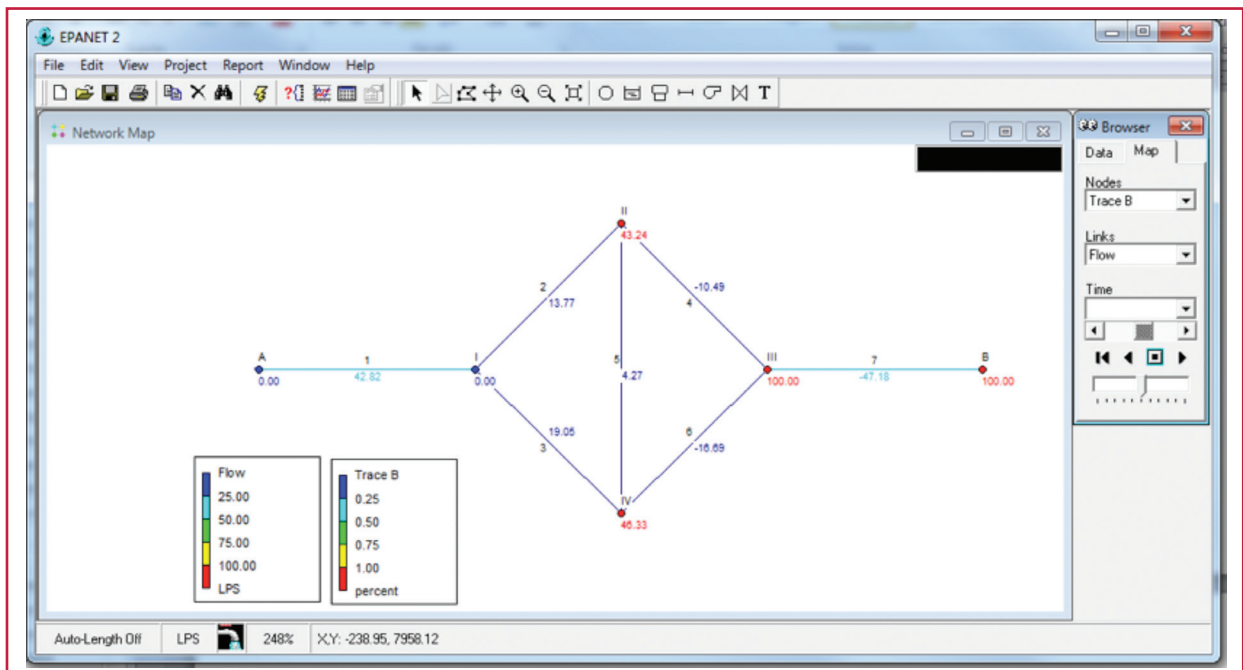 EPANET 2
File Edit View Project Report Window Help
T
Network Map
Browser
Data Map
Nodes
Trace B
Links
Flow
Time
II
43.24
2
13.77
-10.49
4
A
0.00
1
42.82
I
0.00
5
4.27
III
100.00
7
-47.18
B
100.00
19.05
3
6
-16.69
IV
46.33
Flow
25.00
50.00
75.00
100.00
LPS
Trace B
0.25
0.50
0.75
1.00
percent
Auto-Length Off LPS 248% X,Y: -238.95, 7958.12